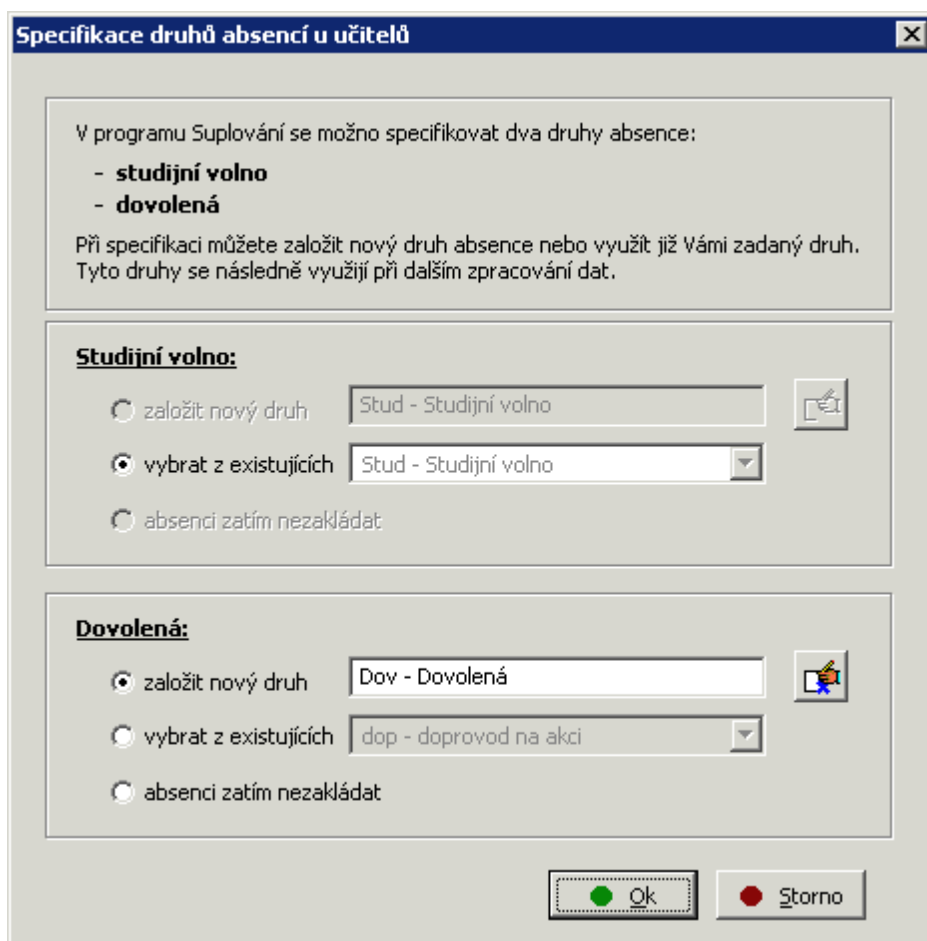 Specifikace druhů absencí u učitelů
V programu Suplování se možno specifikovat dva druhy absence:
- studijní volno
- dovolená
Při specifikaci můžete založit nový druh absence nebo využít již Vámi zadaný druh.
Tyto druhy se následně využijí při dalším zpracování dat.
Studijní volno:
založit nový druh Stud - Studijní volno
vybrat z existujících Stud - Studijní volno
absenci zatím nezakládat
Dovolená:
založit nový druh Dov - Dovolená
vybrat z existujících dop - doprovod na akci
absenci zatím nezakládat
Ok Storno